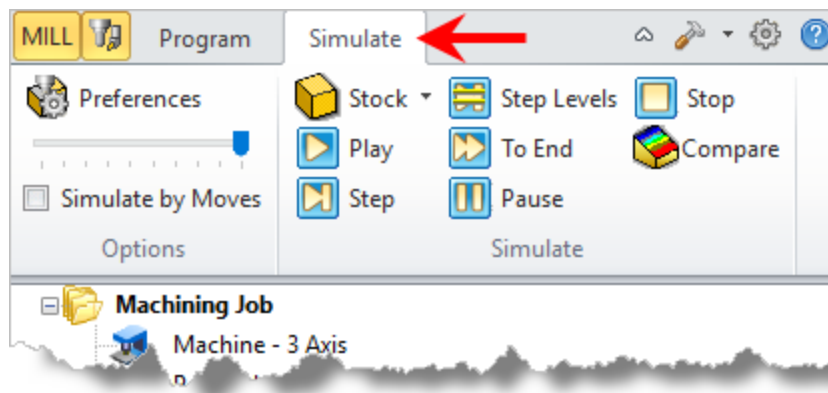 MILL Program Simulate
Preferences Stock Step Levels Stop
Play To End Compare
Simulate by Moves Step Pause
Options Simulate
Machining Job
Machine - 3 Axis